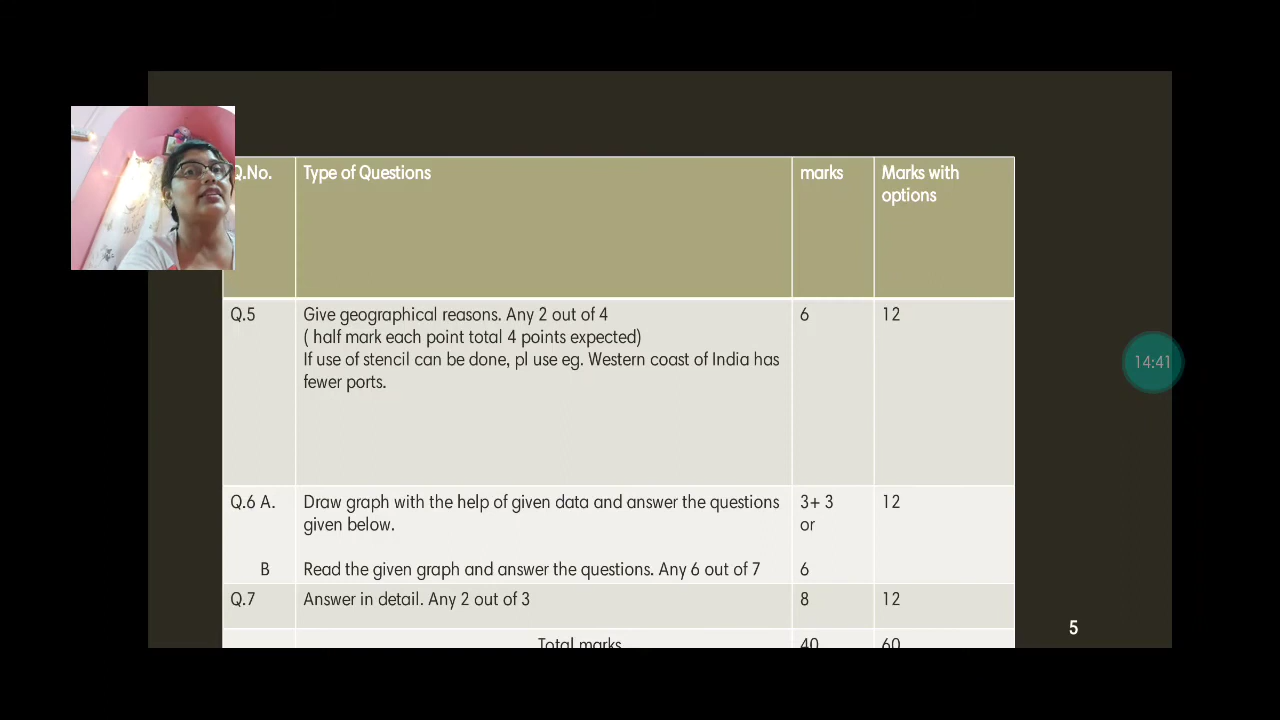 Q.No. Type of Questions marks Marks with
options
Q.5 Give geographical reasons. Any 2 out of 4 6 12
( half mark each point total 4 points expected)
If use of stencil can be done, pl use eg. Western coast of India has
fewer ports.
Q.6 A. Draw graph with the help of given data and answer the questions 3+ 3 12
given below. or
B Read the given graph and answer the questions. Any 6 out of 7 6
Q.7 Answer in detail. Any 2 out of 3 8 12
Total marks 40 60
5
14:41